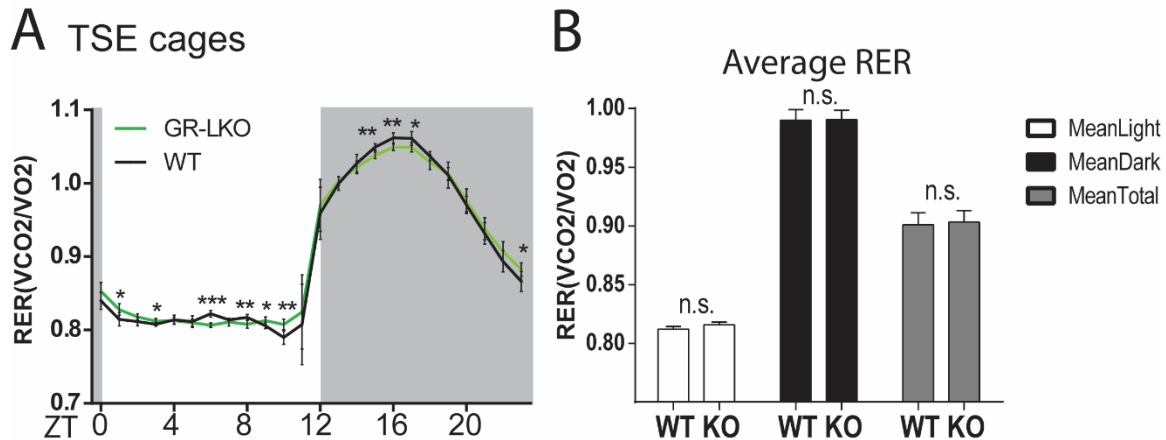 A TSE cages
RER(VCO2/VO2)
1.1
1.0
0.9
0.8
0.7
GR-LKO
WT
* * *** ** * ** ** ** * *
ZT 0 4 8 12 16 20
B
Average RER
RER(VCO2/VO2)
1.00
0.95
0.90
0.85
0.80
n.s.
n.s.
n.s.
WT KO WT KO WT KO
MeanLight
MeanDark
MeanTotal